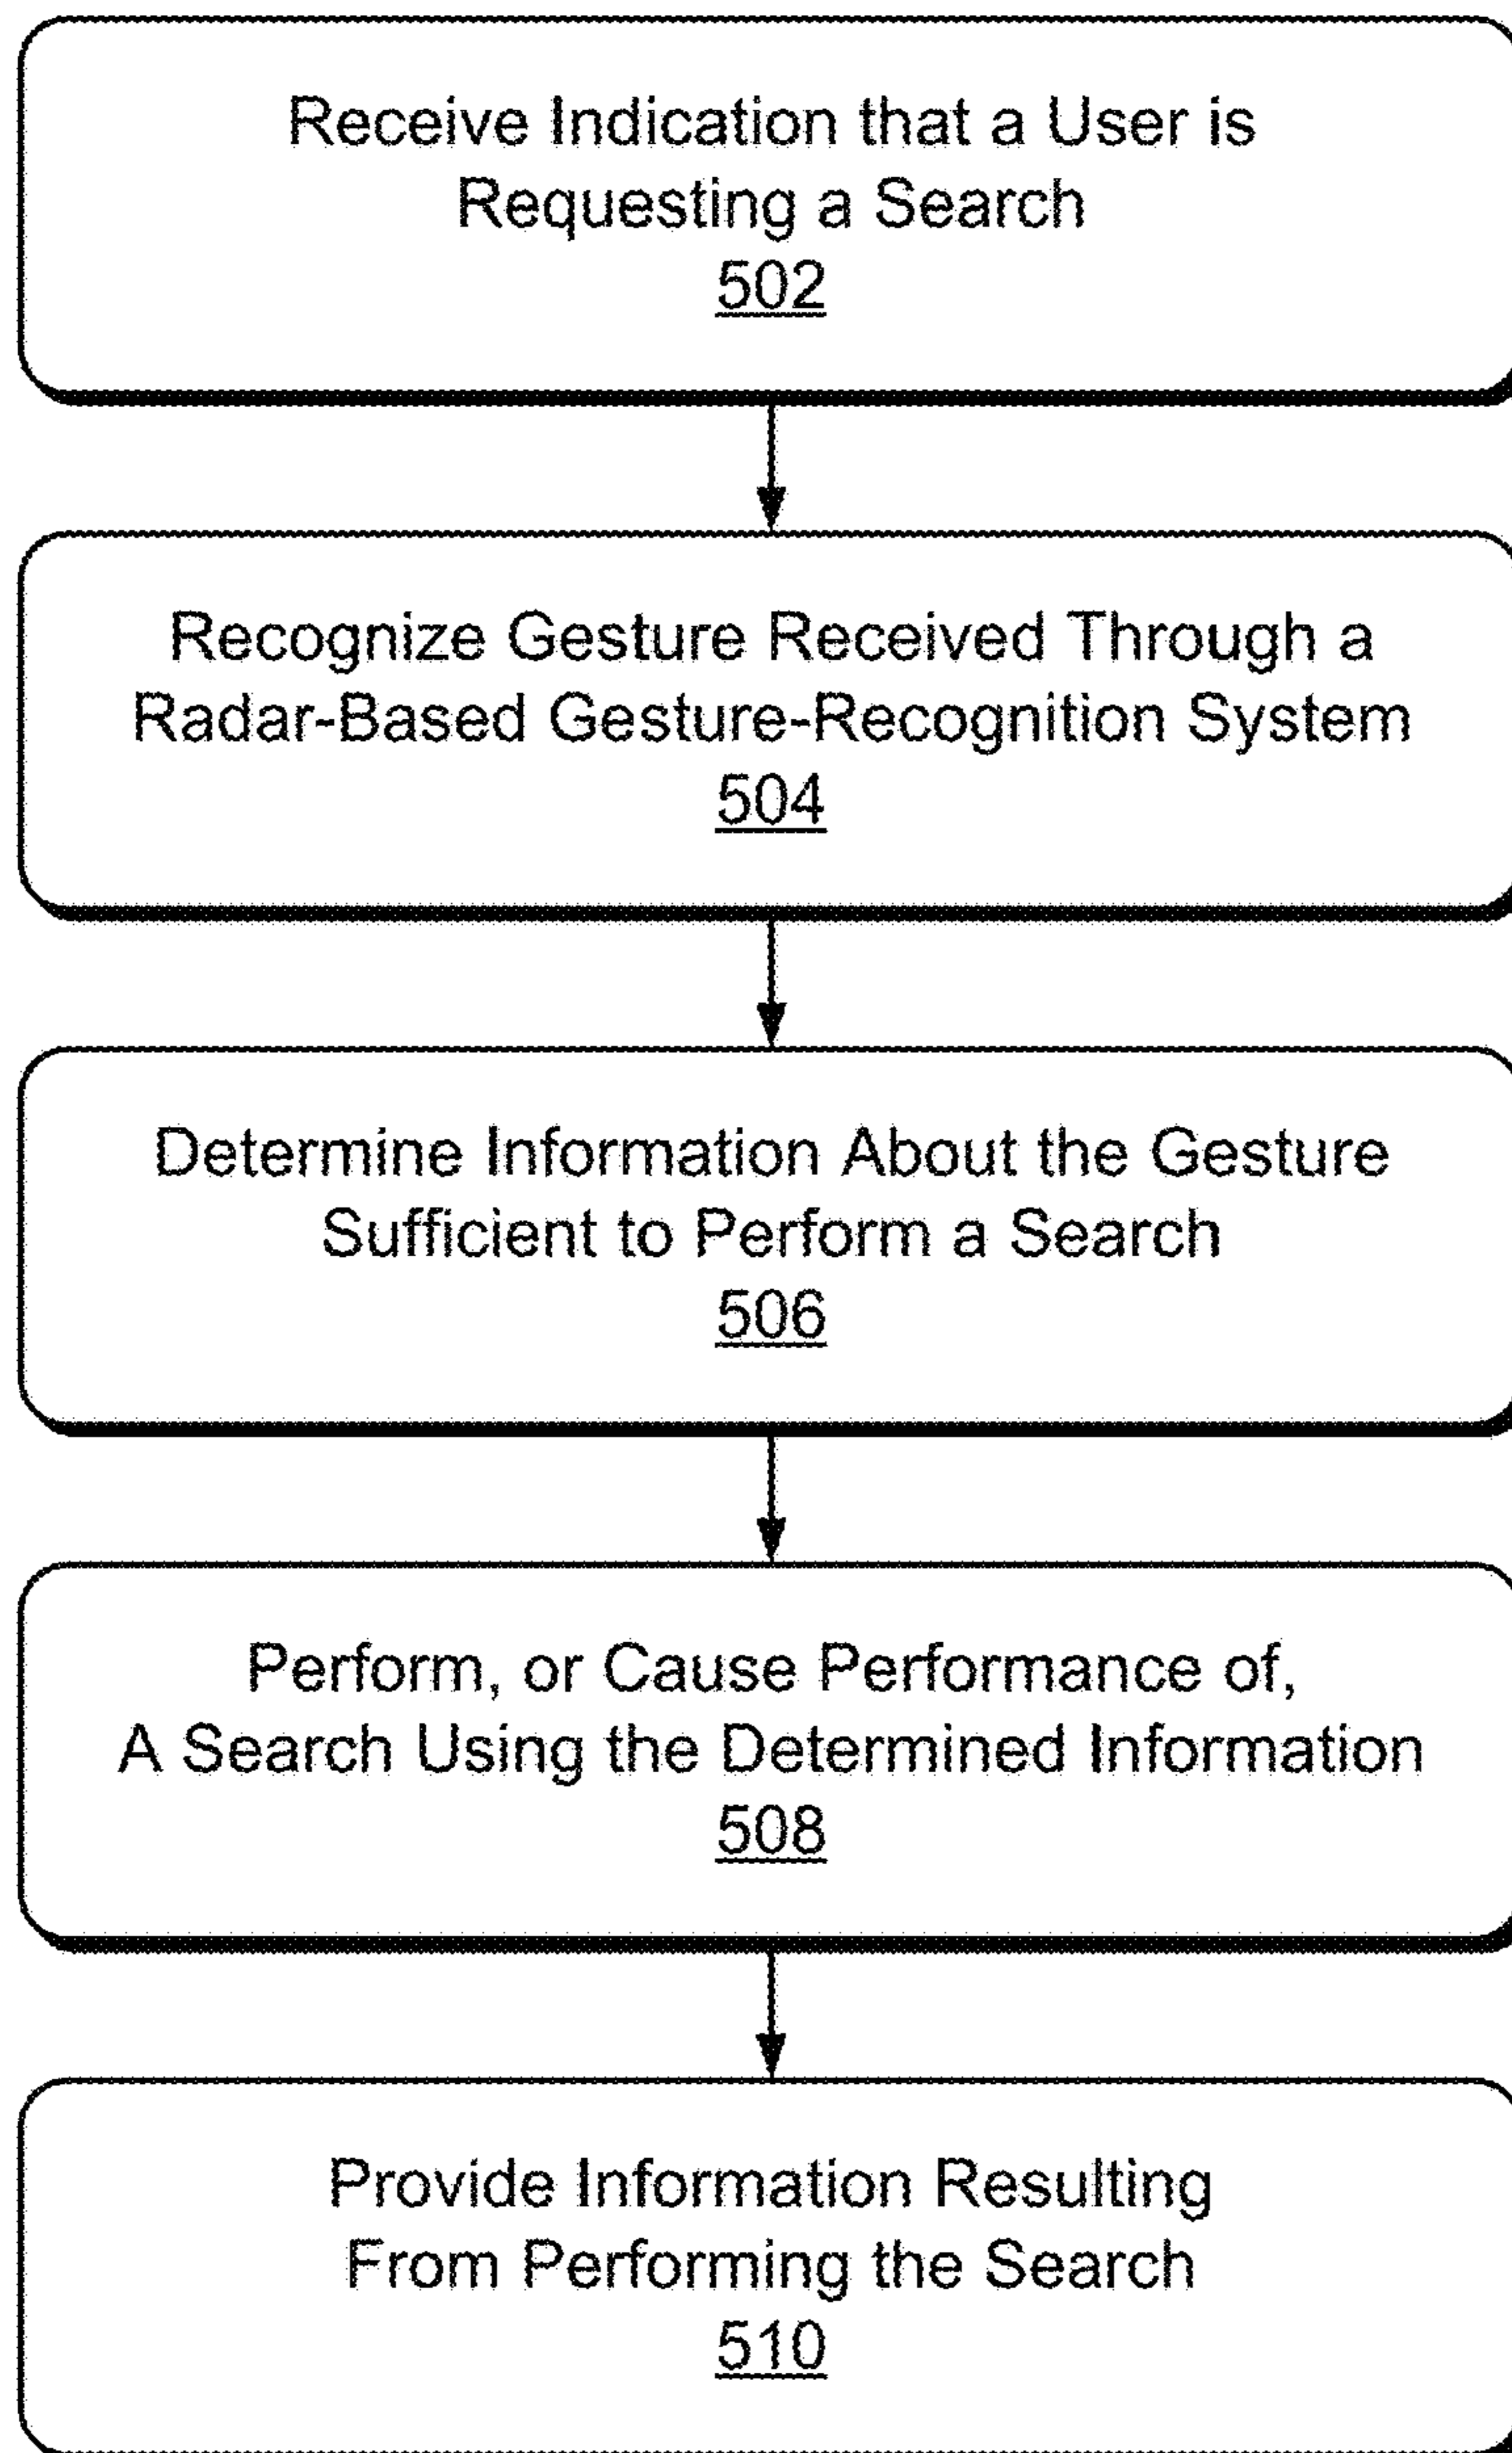 Receive Indication that a User is
Requesting a Search
502
Recognize Gesture Received Through a
Radar-Based Gesture-Recognition System
504
Determine Information About the Gesture
Sufficient to Perform a Search
506
Perform, or Cause Performance of,
A Search Using the Determined Information
508
Provide Information Resulting
From Performing the Search
510